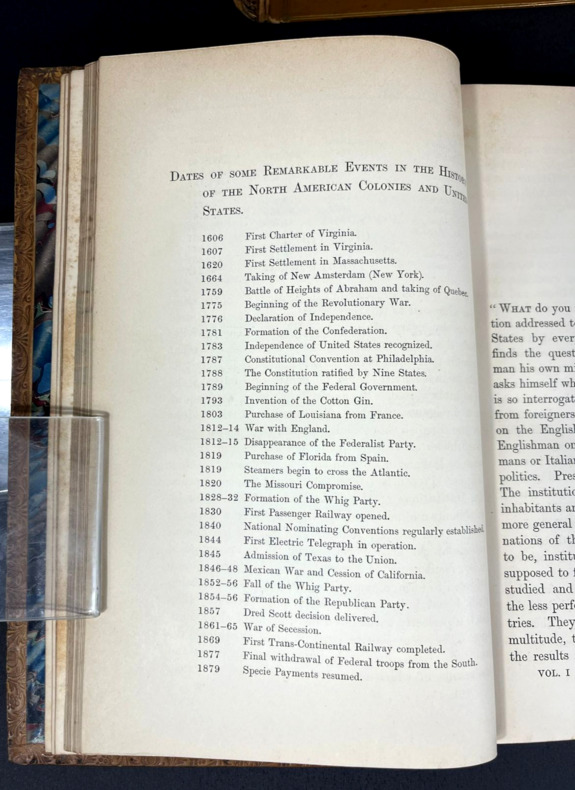 Dates of some Remarkable Events in the
of the North American Colonies and
States.
1606 First Charter of Virginia.
1607 First Settlement in Virginia.
1620 First Settlement in Massachusetts.
1664 Taking of New Amsterdam (New York).
1759 Battle of Heights of Abraham and taking of Quebec.
1775 Beginning of the Revolutionary War.
1776 Declaration of Independence.
1781 Formation of the Confederation.
1783 Independence of United States recognized.
1787 Constitutional Convention at Philadelphia.
1788 The Constitution ratified by Nine States.
1789 Beginning of the Federal Government.
1793 Invention of the Cotton Gin.
1803 Purchase of Louisiana from France.
1812–14 War with England.
1812–15 Disappearance of the Federalist Party.
1819 Purchase of Florida from Spain.
1819 Steamers begin to cross the Atlantic.
1820 The Missouri Compromise.
1828–32 Formation of the Whig Party.
1830 First Passenger Railway opened.
1840 National Nominating Conventions regularly established.
1844 First Electric Telegraph in operation.
1845 Admission of Texas to the Union.
1846–48 Mexican War and Cession of California.
1852–56 Fall of the Whig Party.
1854–56 Formation of the Republican Party.
1857 Dred Scott decision delivered.
1861–65 War of Secession.
1869 First Trans-Continental Railway completed.
1877 Final withdrawal of Federal troops from the South.
1879 Specie Payments resumed.
“ What do you
tion addressed
States by
finds the
man his own
asks himself
is so
from foreigners
on the
Englishman
mans or
politics.
The
inhabitants
more general
nations of
to be,
supposed to
studied and
the less
tries. They
multitude,
the results
VOL. I